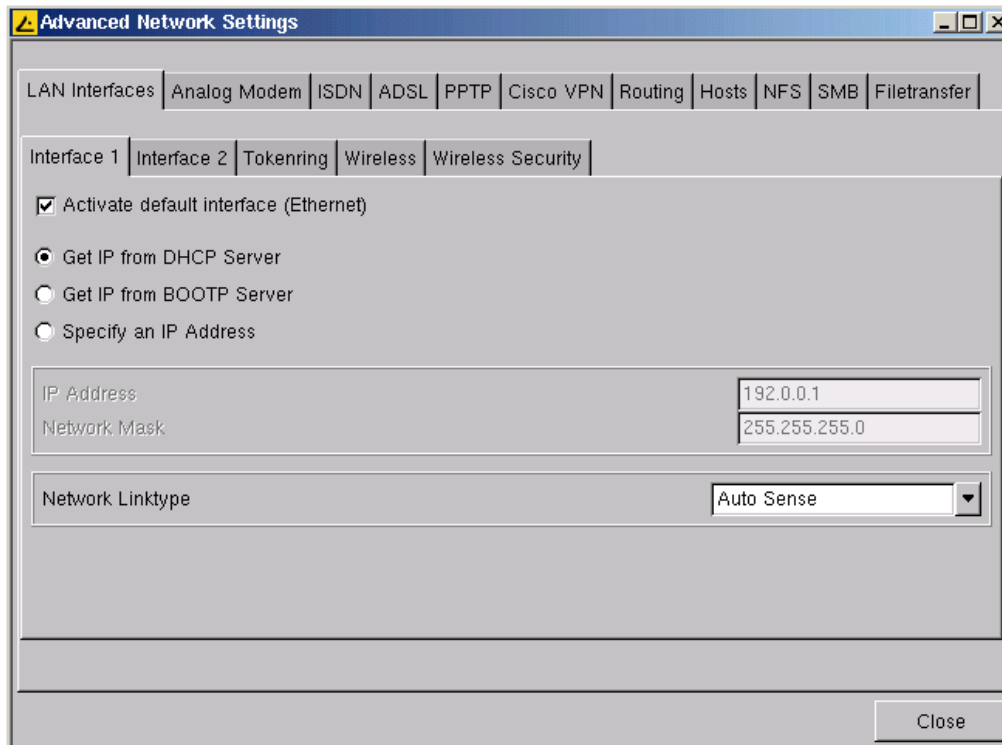 Advanced Network Settings
LAN Interfaces Analog Modem ISDN ADSL PPTP Cisco VPN Routing Hosts NFS SMB Filetransfer
Interface 1 Interface 2 Tokenring Wireless Wireless Security
Activate default interface (Ethernet)
Get IP from DHCP Server
Get IP from BOOTP Server
Specify an IP Address
IP Address 192.0.0.1
Network Mask 255.255.255.0
Network Linktype Auto Sense
Close